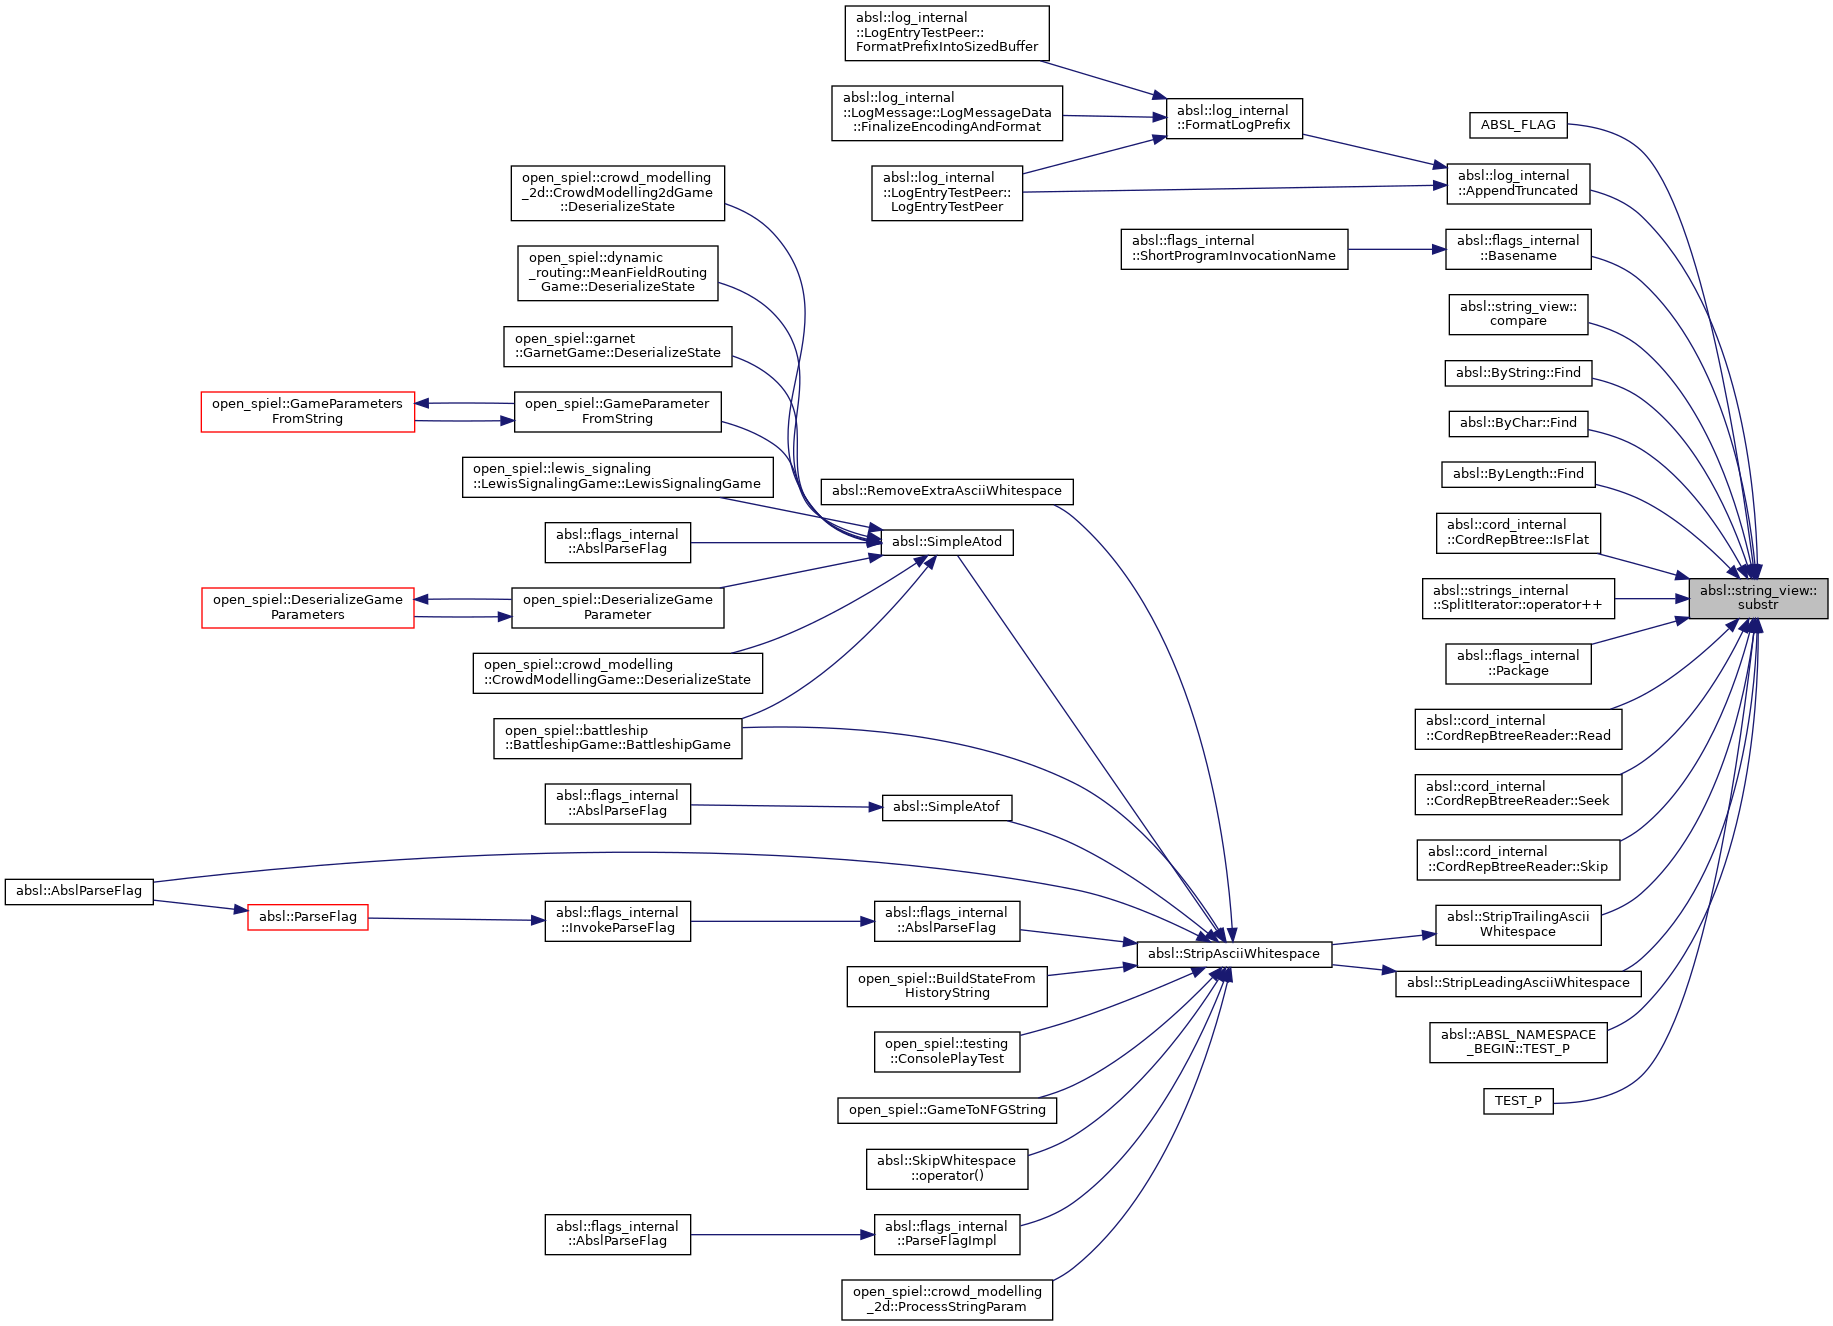 absl::log_internal
::LogEntryTestPeer::
FormatPrefixIntoSizedBuffer
absl::log_internal
::LogMessage::LogMessageData
::FinalizeEncodingAndFormat
absl::log_internal
::FormatLogPrefix
ABSL_FLAG
absl::log_internal
::LogEntryTestPeer::
LogEntryTestPeer
absl::log_internal
::AppendTruncated
open_spiel::crowd_modelling
_2d::CrowdModelling2dGame
::DeserializeState
absl::flags_internal
::ShortProgramInvocationName
absl::flags_internal
::Basename
open_spiel::dynamic
_routing::MeanFieldRouting
Game::DeserializeState
absl::string_view::
compare
open_spiel::garnet
::GarnetGame::DeserializeState
absl::ByString::Find
open_spiel::GameParameters
FromString
open_spiel::GameParameter
FromString
absl::ByChar::Find
open_spiel::lewis_signaling
::LewisSignalingGame::LewisSignalingGame
absl::RemoveExtraAsciiWhitespace
absl::ByLength::Find
absl::flags_internal
::AbslParseFlag
absl::SimpleAtod
absl::cord_internal
::CordRepBtree::IsFlat
open_spiel::DeserializeGame
Parameters
open_spiel::DeserializeGame
Parameter
absl::strings_internal
::SplitIterator::operator++
absl::string_view::
substr
open_spiel::crowd_modelling
::CrowdModellingGame::DeserializeState
absl::flags_internal
::Package
open_spiel::battleship
::BattleshipGame::BattleshipGame
absl::cord_internal
::CordRepBtreeReader::Read
absl::flags_internal
::AbslParseFlag
absl::SimpleAtof
absl::cord_internal
::CordRepBtreeReader::Seek
absl::cord_internal
::CordRepBtreeReader::Skip
absl::AbslParseFlag
absl::ParseFlag
absl::flags_internal
::InvokeParseFlag
absl::flags_internal
::AbslParseFlag
absl::StripTrailingAscii
Whitespace
absl::StripAsciiWhitespace
open_spiel::BuildStateFrom
HistoryString
absl::StripLeadingAsciiWhitespace
open_spiel::testing
::ConsolePlayTest
absl::ABSL_NAMESPACE
_BEGIN::TEST_P
open_spiel::GameToNFGString
TEST_P
absl::SkipWhitespace
::operator()
absl::flags_internal
::AbslParseFlag
absl::flags_internal
::ParseFlagImpl
open_spiel::crowd_modelling
_2d::ProcessStringParam